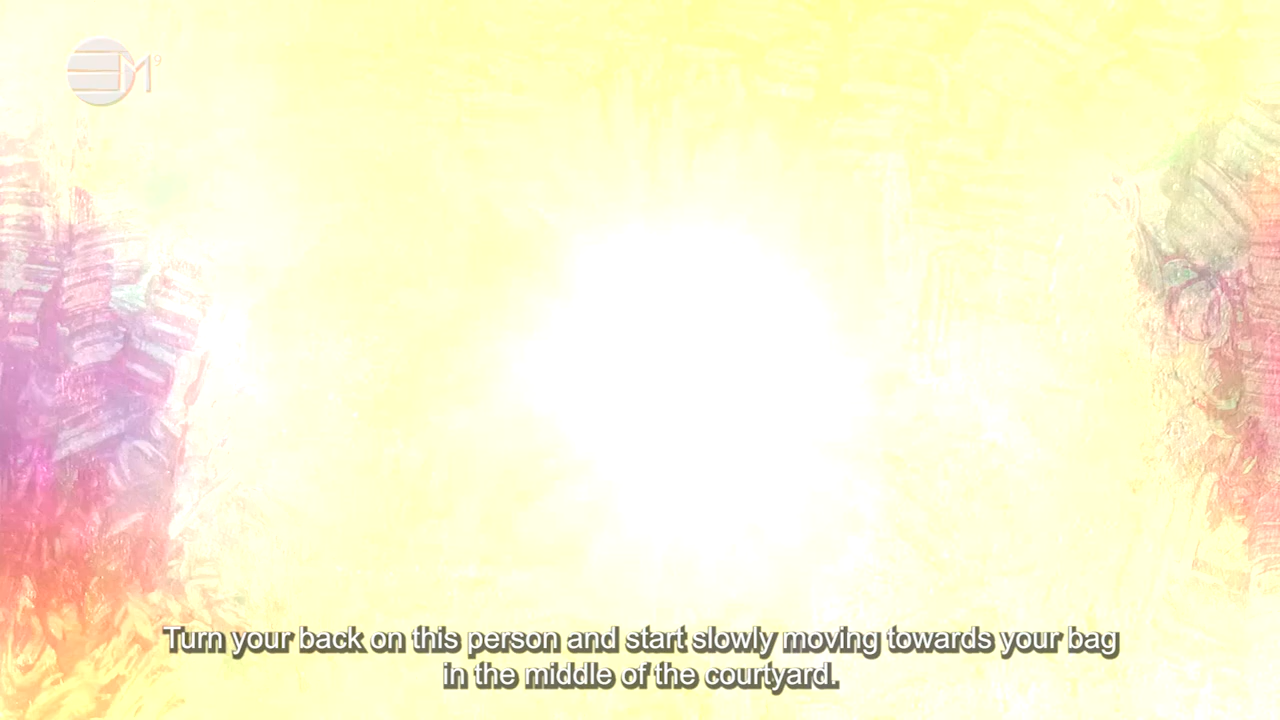 EM9
Turn your back on this person and start slowly moving towards your bag
in the middle of the courtyard.